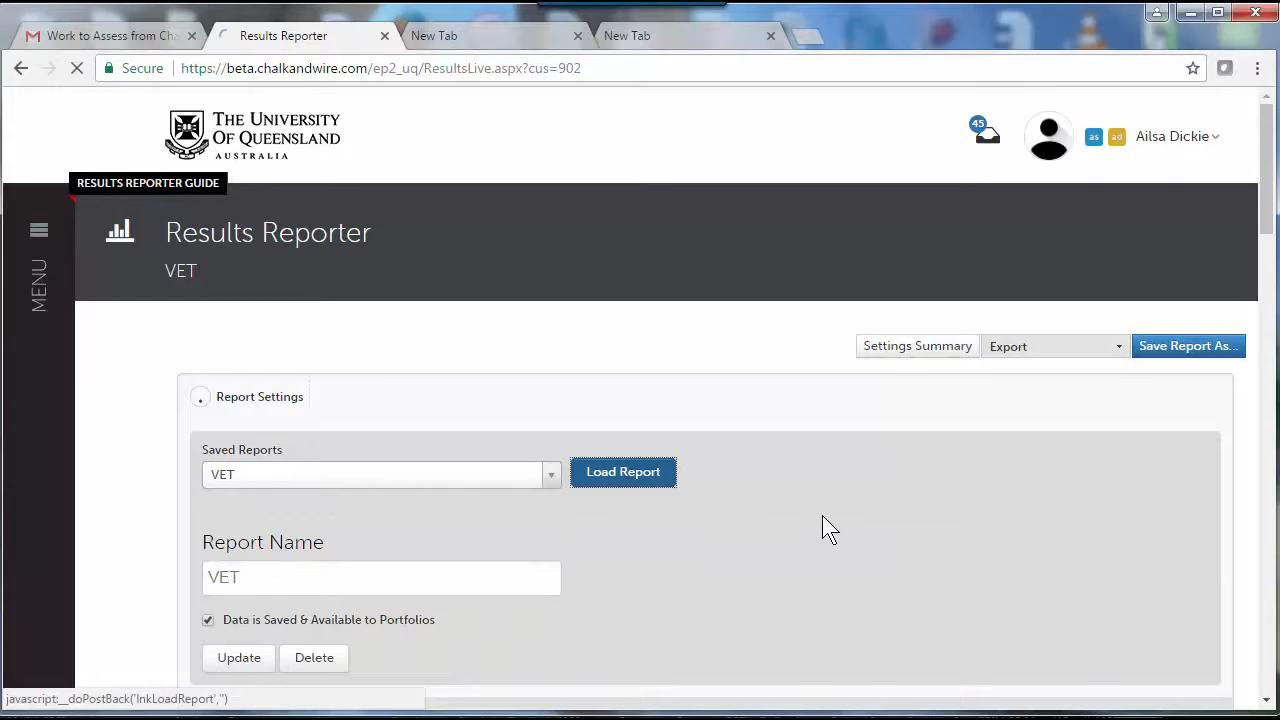 Work to Assess from Cha
Results Reporter
New Tab
New Tab
Secure
https://beta.chalkandwire.com/ep2_uq/ResultsLive.aspx?cus=902
THE UNIVERSITY
OF QUEENSLAND
AUSTRALIA
45
as
ad
Ailsa Dickie
RESULTS REPORTER GUIDE
MENU
Results Reporter
VET
Settings Summary
Export
Save Report As...
Report Settings
Saved Reports
VET
Load Report
Report Name
VET
Data is Saved & Available to Portfolios
Update
Delete
javascript:__doPostBack('lnkLoadReport','')